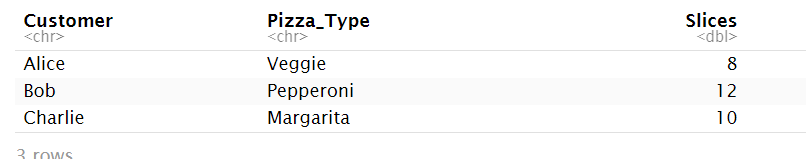 Customer Pizza_Type Slices
<chr> <chr> <dbl>
Alice Veggie 8
Bob Pepperoni 12
Charlie Margarita 10
3 rows